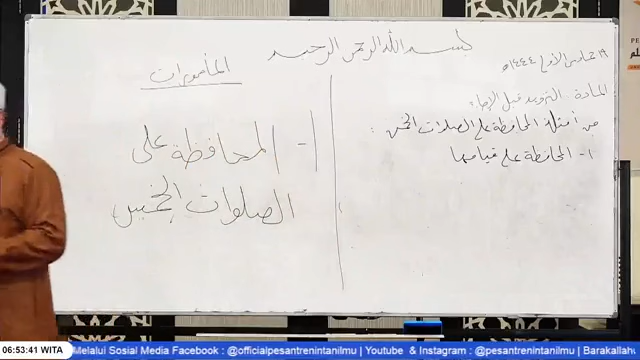 بسم الله الرحمن الرحيم
١٩ جمادى الأولى ١٤٤٤هـ
المادة: التزويد قبل الإجازة
من أمثلة المحافظة على الصلوات الخمس:
١- المحافظة على قيامها
المأمورات
١- المحافظة على
الصلوات الخمس
06:53:41 WITA
Melalui Sosial Media Facebook : @officialpesantrenintanilmu | Youtube & Instagram : @pesantrenintanilmu | Barakallahu